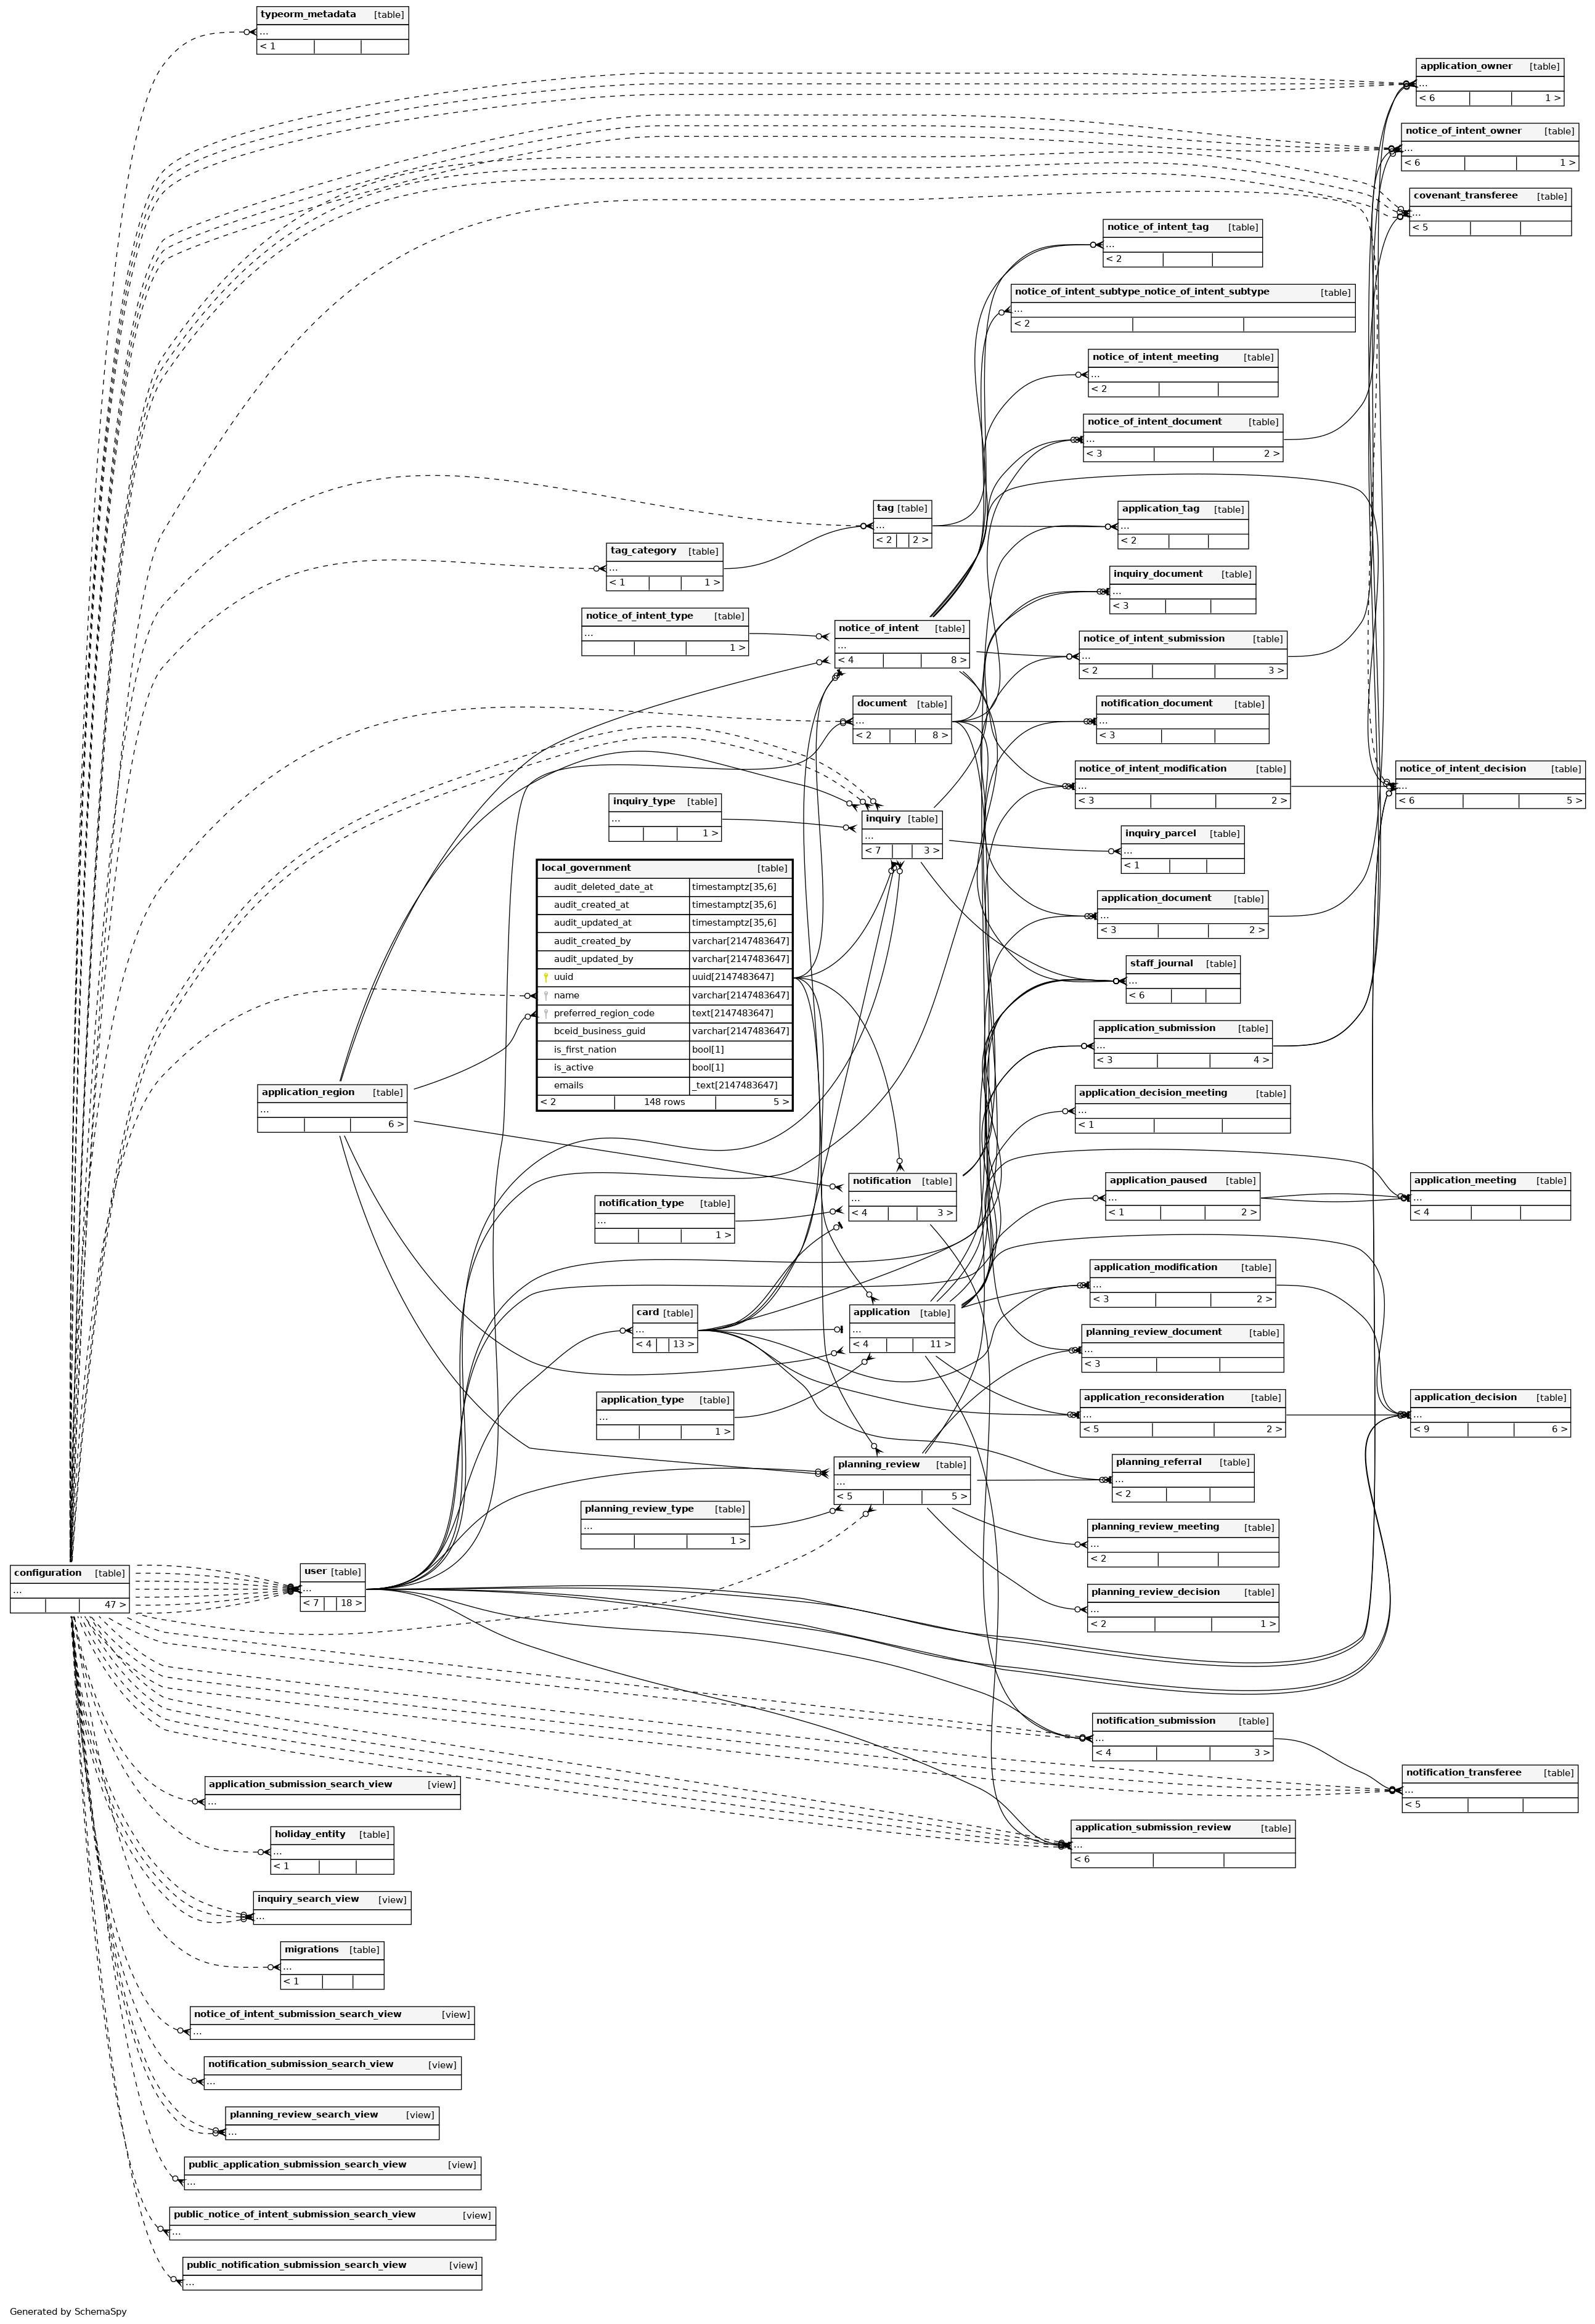 typeorm_metadata [table]
...
< 1
application_owner [table]
...
< 6 1 >
notice_of_intent_owner [table]
...
< 6 1 >
covenant_transferee [table]
...
< 5
notice_of_intent_tag [table]
...
< 2
notice_of_intent_subtype_notice_of_intent_subtype [table]
...
< 2
notice_of_intent_meeting [table]
...
< 2
notice_of_intent_document [table]
...
< 3 2 >
tag [table]
...
< 2 2 >
application_tag [table]
...
< 2
tag_category [table]
...
< 1 1 >
inquiry_document [table]
...
< 3
notice_of_intent_type [table]
...
1 >
notice_of_intent [table]
...
< 4 8 >
notice_of_intent_submission [table]
...
< 2 3 >
document [table]
...
< 2 8 >
notification_document [table]
...
< 3
notice_of_intent_modification [table]
...
< 3 2 >
notice_of_intent_decision [table]
...
< 6 5 >
inquiry_type [table]
...
1 >
inquiry [table]
...
< 7 3 >
inquiry_parcel [table]
...
< 1
local_government [table]
audit_deleted_date_at timestamptz[35,6]
audit_created_at timestamptz[35,6]
audit_updated_at timestamptz[35,6]
audit_created_by varchar[2147483647]
audit_updated_by varchar[2147483647]
uuid uuid[2147483647]
name varchar[2147483647]
preferred_region_code text[2147483647]
bceid_business_guid varchar[2147483647]
is_first_nation bool[1]
is_active bool[1]
emails _text[2147483647]
< 2 148 rows 5 >
application_document [table]
...
< 3 2 >
staff_journal [table]
...
< 6
application_submission [table]
...
< 3 4 >
application_region [table]
...
6 >
application_decision_meeting [table]
...
< 1
notification [table]
...
< 4 3 >
application_paused [table]
...
< 1 2 >
application_meeting [table]
...
< 4
notification_type [table]
...
1 >
application_modification [table]
...
< 3 2 >
card [table]
...
< 4 13 >
application [table]
...
< 4 11 >
planning_review_document [table]
...
< 3
application_type [table]
...
1 >
application_reconsideration [table]
...
< 5 2 >
application_decision [table]
...
< 9 6 >
planning_review [table]
...
< 5 5 >
planning_referral [table]
...
< 2
planning_review_type [table]
...
1 >
planning_review_meeting [table]
...
< 2
configuration [table]
...
47 >
user [table]
...
< 7 18 >
planning_review_decision [table]
...
< 2 1 >
notification_submission [table]
...
< 4 3 >
notification_transferee [table]
...
< 5
application_submission_search_view [view]
...
application_submission_review [table]
...
< 6
holiday_entity [table]
...
< 1
inquiry_search_view [view]
...
migrations [table]
...
< 1
notice_of_intent_submission_search_view [view]
...
notification_submission_search_view [view]
...
planning_review_search_view [view]
...
public_application_submission_search_view [view]
...
public_notice_of_intent_submission_search_view [view]
...
public_notification_submission_search_view [view]
...
Generated by SchemaSpy